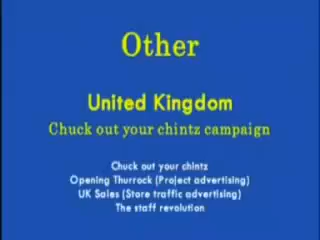 Other
United Kingdom
Chuck out your chintz campaign
Chuck out your chintz
Opening Thurrock (Project advertising)
UK Sales (Store traffic advertising)
The staff revolution